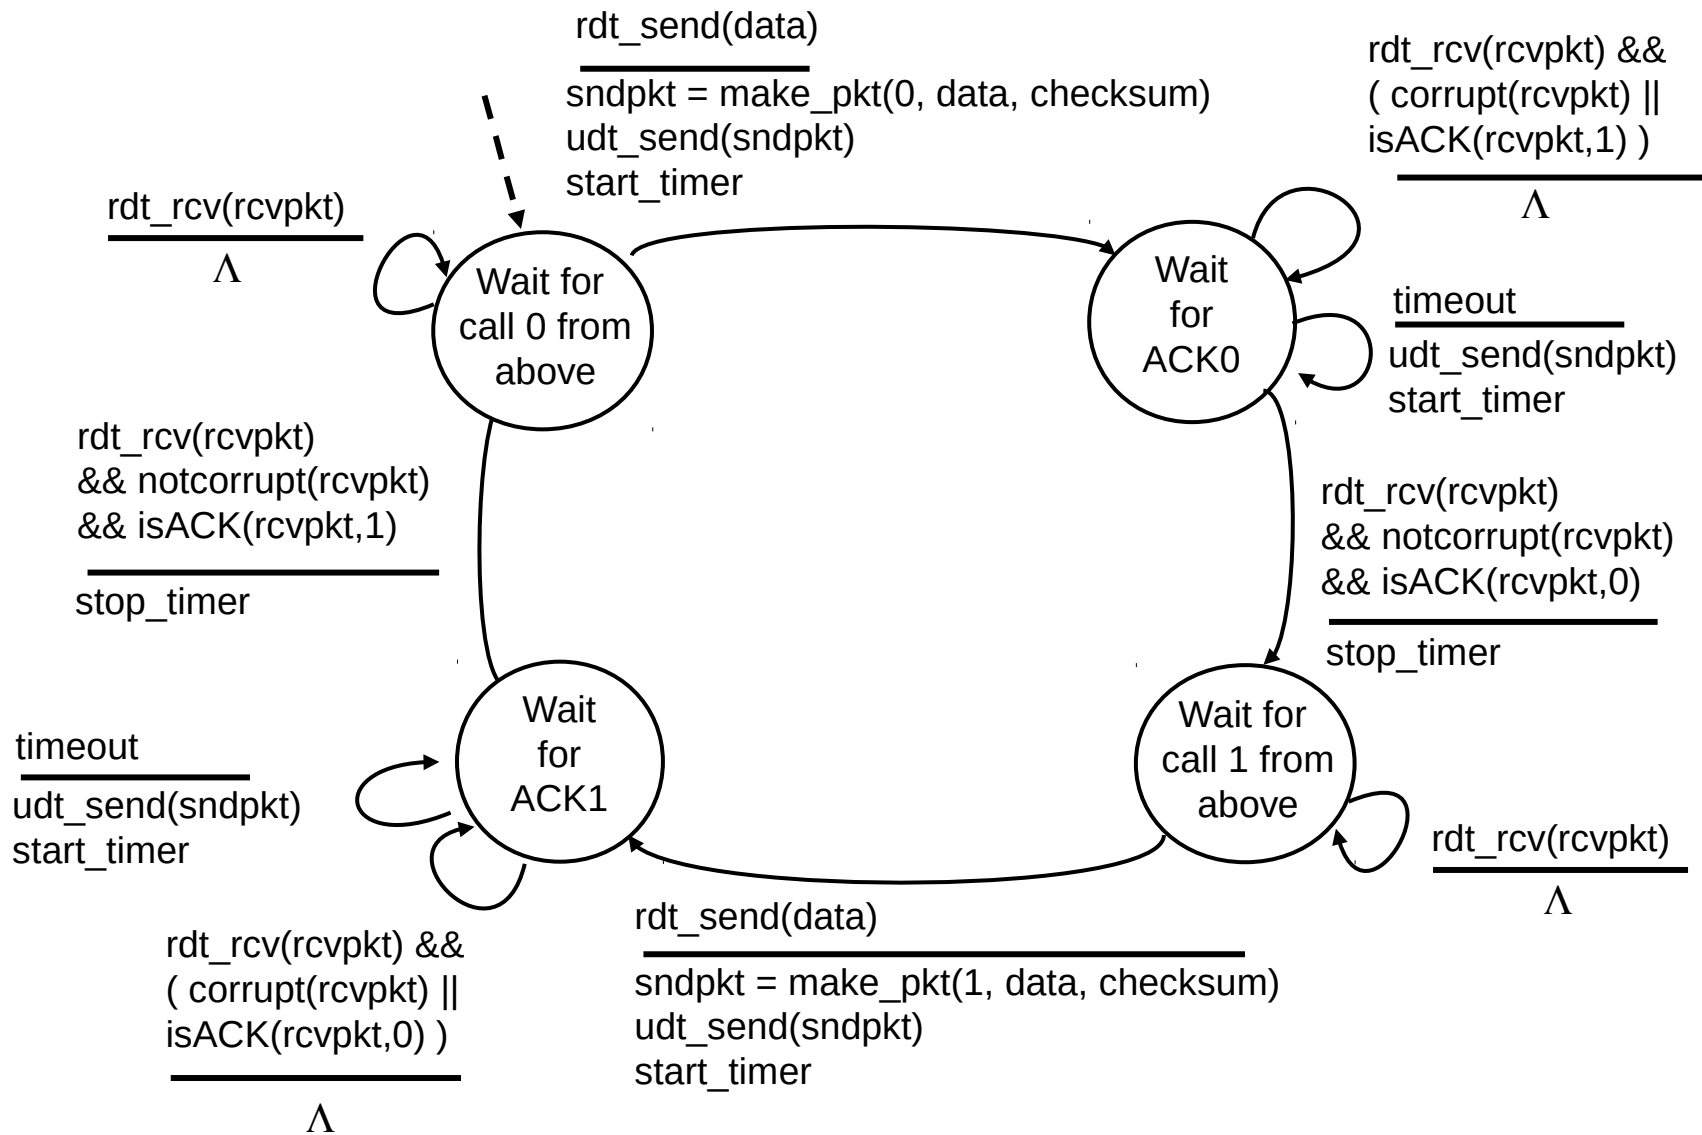 rdt_send(data)
sndpkt = make_pkt(0, data, checksum)
udt_send(sndpkt)
start_timer
rdt_rcv(rcvpkt) &&
( corrupt(rcvpkt) ||
isACK(rcvpkt,1) )
Λ
rdt_rcv(rcvpkt)
Λ
Wait for
call 0 from
above
Wait
for
ACK0
timeout
udt_send(sndpkt)
start_timer
rdt_rcv(rcvpkt)
&& notcorrupt(rcvpkt)
&& isACK(rcvpkt,1)
stop_timer
rdt_rcv(rcvpkt)
&& notcorrupt(rcvpkt)
&& isACK(rcvpkt,0)
stop_timer
Wait
for
ACK1
Wait for
call 1 from
above
timeout
udt_send(sndpkt)
start_timer
rdt_rcv(rcvpkt)
Λ
rdt_rcv(rcvpkt) &&
( corrupt(rcvpkt) ||
isACK(rcvpkt,0) )
Λ
rdt_send(data)
sndpkt = make_pkt(1, data, checksum)
udt_send(sndpkt)
start_timer